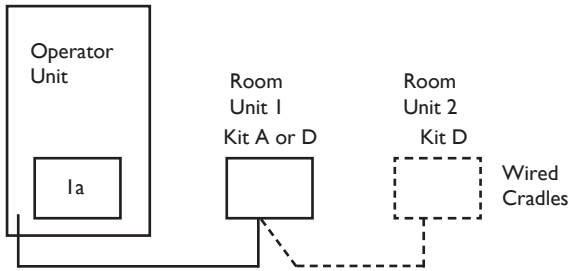 Operator
Unit
1a
Room
Unit 1
Kit A or D
Room
Unit 2
Kit D
Wired
Cradles